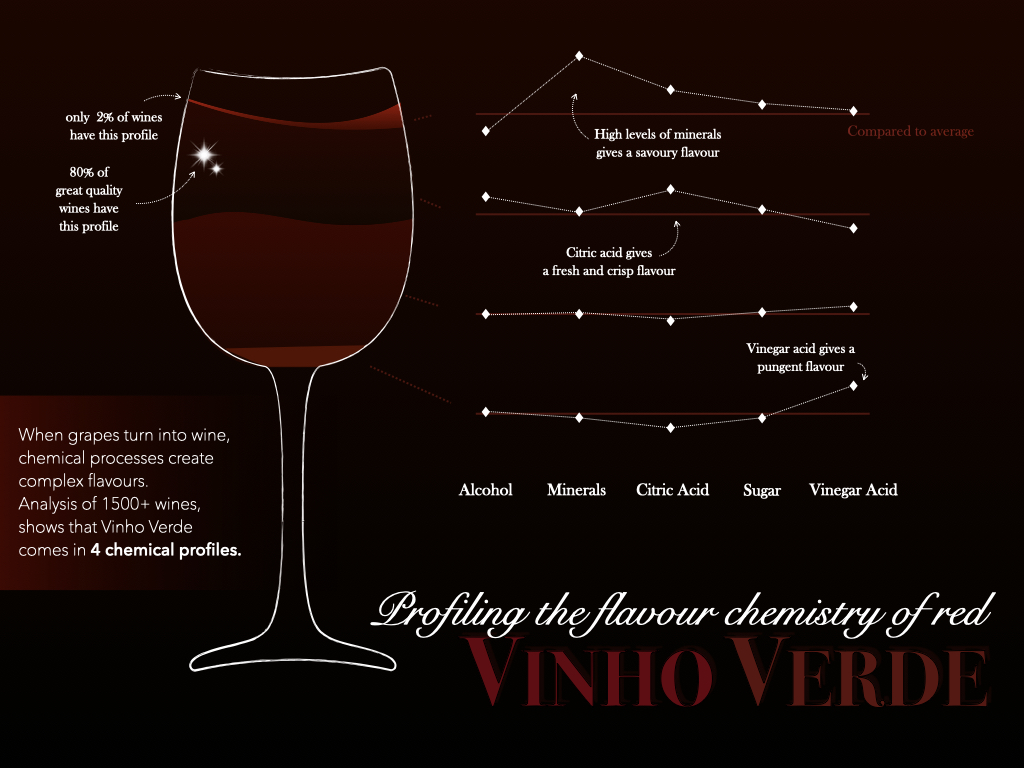 only 2% of wines
have this profile
80% of
great quality
wines have
this profile
High levels of minerals
gives a savoury flavour
Compared to average
Citric acid gives
a fresh and crisp flavour
Vinegar acid gives a
pungent flavour
Alcohol Minerals Citric Acid Sugar Vinegar Acid
When grapes turn into wine,
chemical processes create
complex flavours.
Analysis of 1500+ wines,
shows that Vinho Verde
comes in 4 chemical profiles.
Profiling the flavour chemistry of red
VINHO VERDE